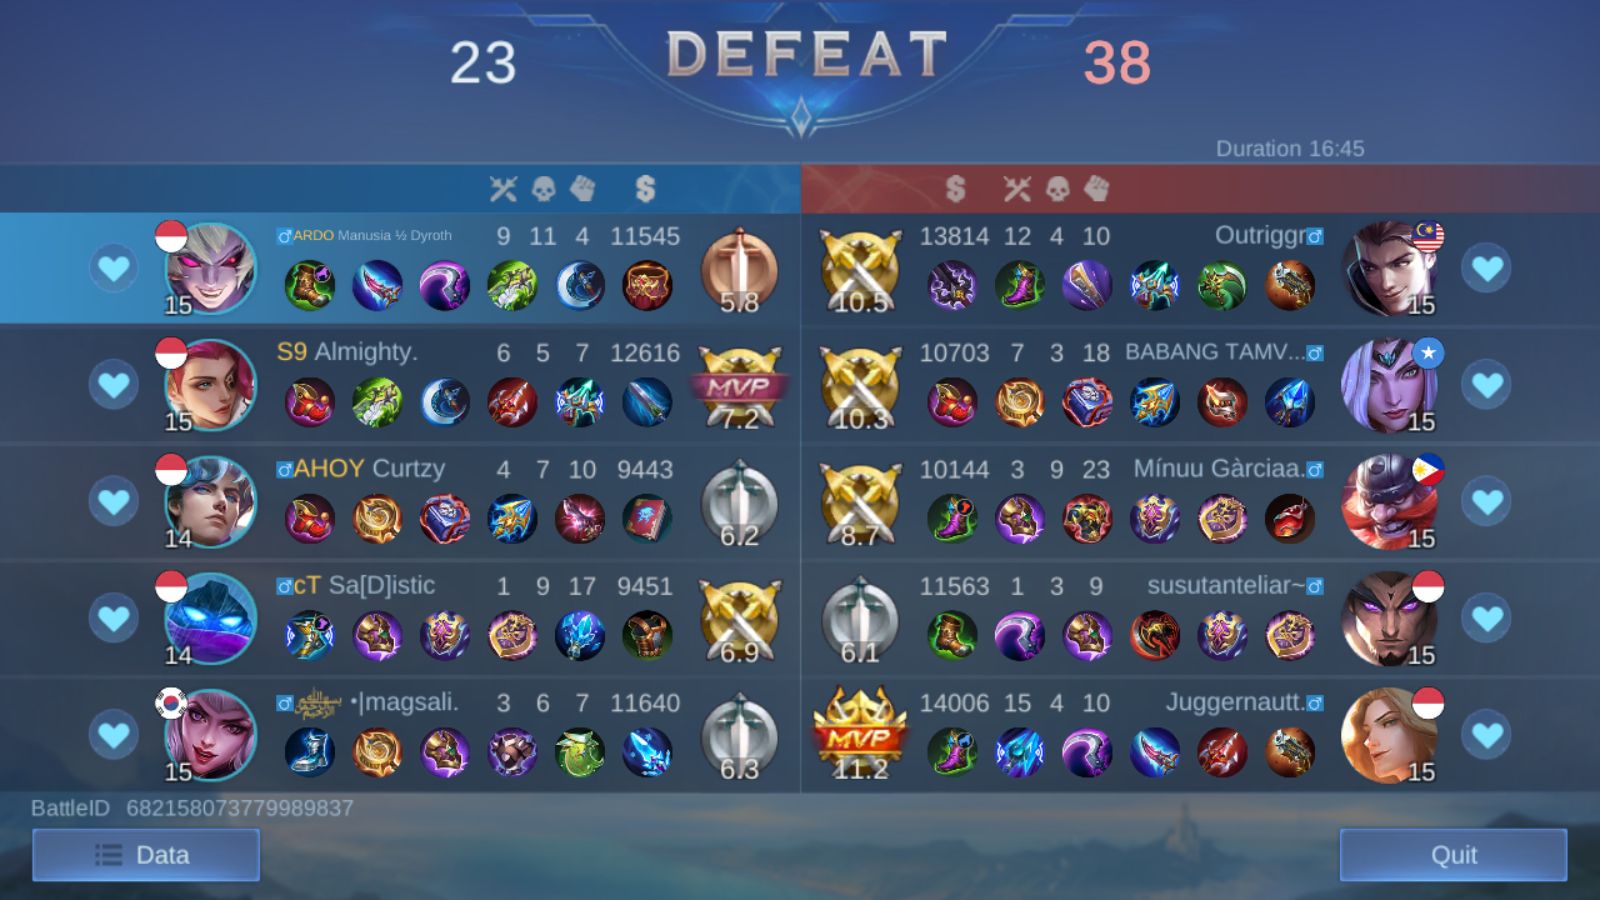 23 DEFEAT 38
Duration 16:45
ARDO Manusia ½ Dyroth 9 11 4 11545
15 5.8
13814 12 4 10 Outriggr
10.5 15
S9 Almighty. 6 5 7 12616
15 MVP 7.2
10703 7 3 18 BABANG TAMV...
10.3 15
AHOY Curtzy 4 7 10 9443
14 6.2
10144 3 9 23 Mínuu Gàrciaa.
8.7 15
cT Sa[D]istic 1 9 17 9451
14 6.9
11563 1 3 9 susutanteliar~
6.1 15
﷽ •|magsali. 3 6 7 11640
15 6.3
14006 15 4 10 Juggernautt.
MVP 11.2 15
BattleID 682158073779989837
Data
Quit